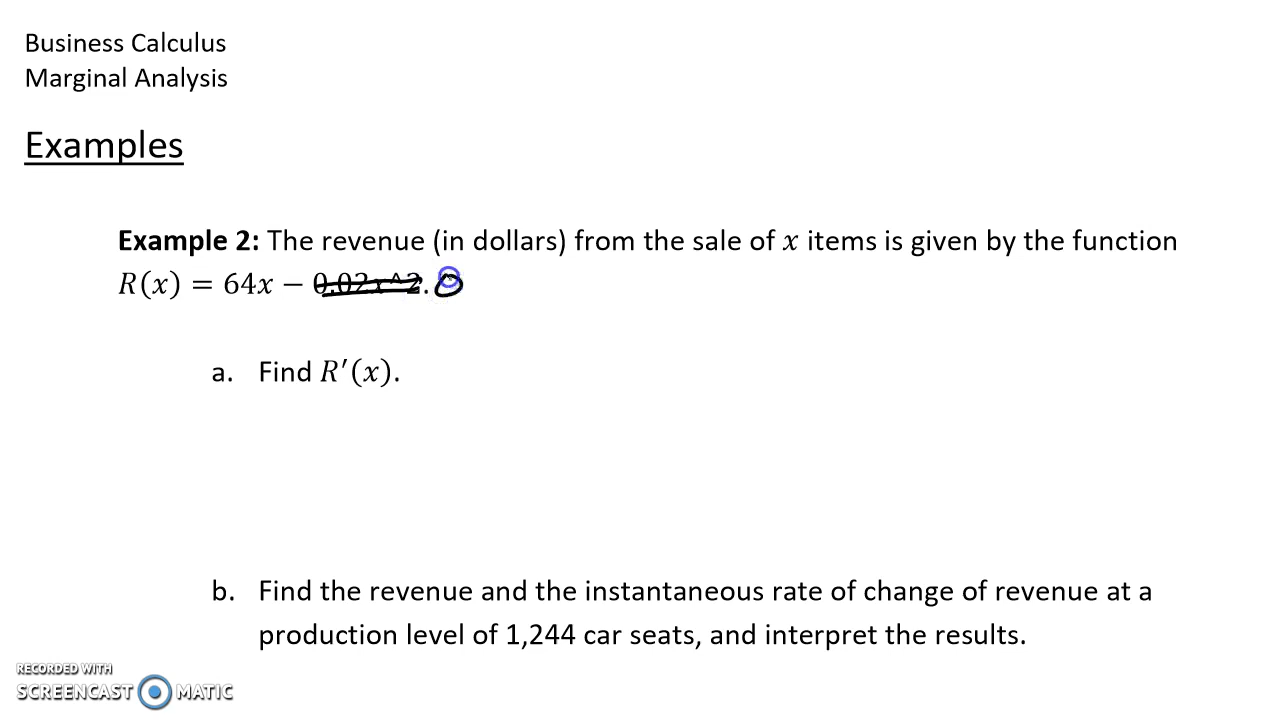 Business Calculus
Marginal Analysis
Examples
Example 2: The revenue (in dollars) from the sale of x items is given by the function
R(x) = 64x − 0.02x^2. 0
a. Find R′(x).
b. Find the revenue and the instantaneous rate of change of revenue at a
production level of 1,244 car seats, and interpret the results.
RECORDED WITH
SCREENCAST MATIC